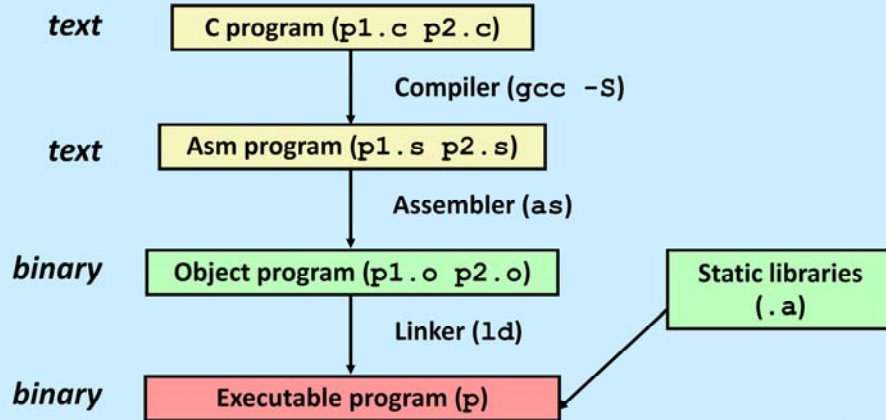 text
C program (p1.c p2.c)
Compiler (gcc -S)
text
Asm program (p1.s p2.s)
Assembler (as)
binary
Object program (p1.o p2.o)
Static libraries
(.a)
Linker (ld)
binary
Executable program (p)